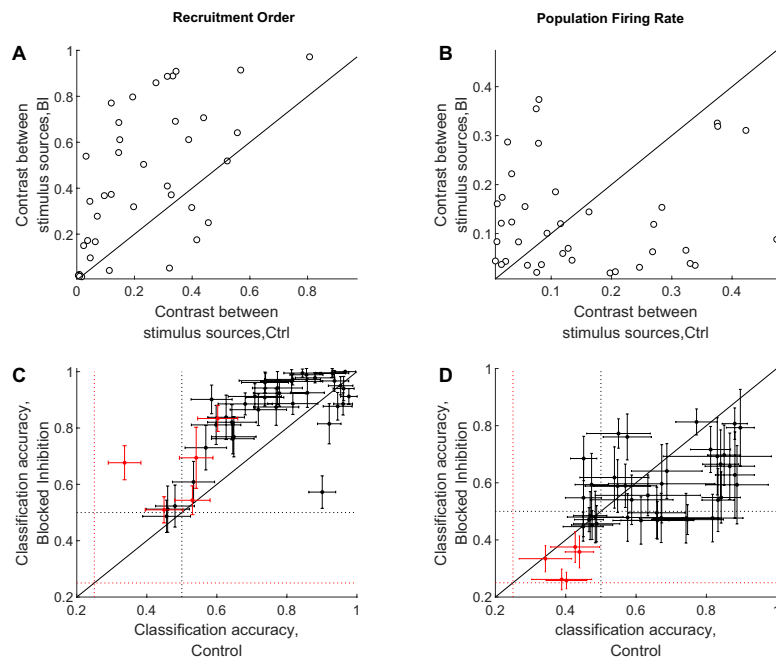 Recruitment Order
Population Firing Rate
A
Contrast between
stimulus sources,BI
1
0.8
0.6
0.4
0.2
0
0.2
0.4
0.6
0.8
Contrast between
stimulus sources,Ctrl
B
Contrast between
stimulus sources,BI
0.4
0.3
0.2
0.1
0.1
0.2
0.3
0.4
Contrast between
stimulus sources,Ctrl
C
Classification accuracy,
Blocked Inhibition
1
0.8
0.6
0.4
0.2
0.2
0.4
0.6
0.8
1
Classification accuracy,
Control
D
Classification accuracy,
Blocked Inhibition
1
0.8
0.6
0.4
0.2
0.2
0.4
0.6
0.8
1
classification accuracy,
Control